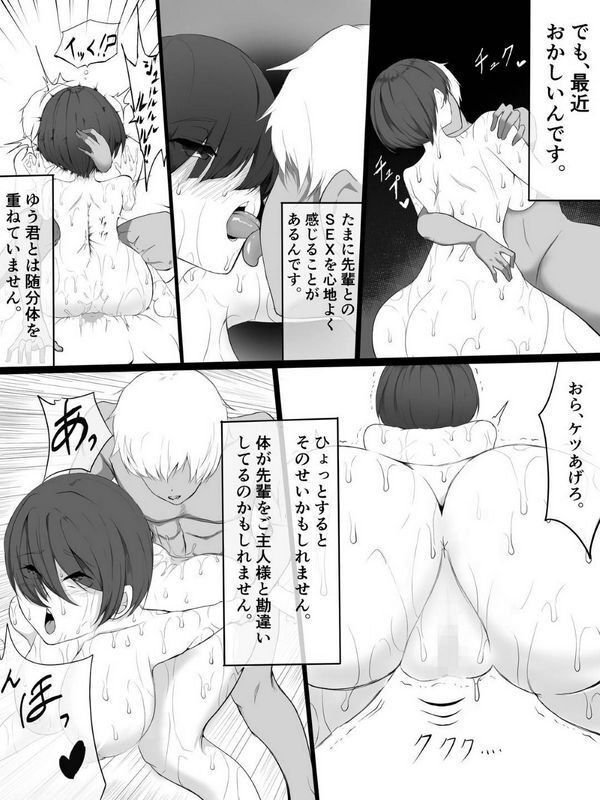 でも、最近
おかしいんです。
チュク
チュプ♡
たまに先輩との
SEXを心地よく
感じることが
あるんです。
イッく!?
ゆう君とは随分体を
重ねていません。
おら、ケツあげろ。
ククク....
ひょっとすると
そのせいかもしれません。
体が先輩をご主人様と勘違い
してるのかもしれません。
あっ
んほっ♥